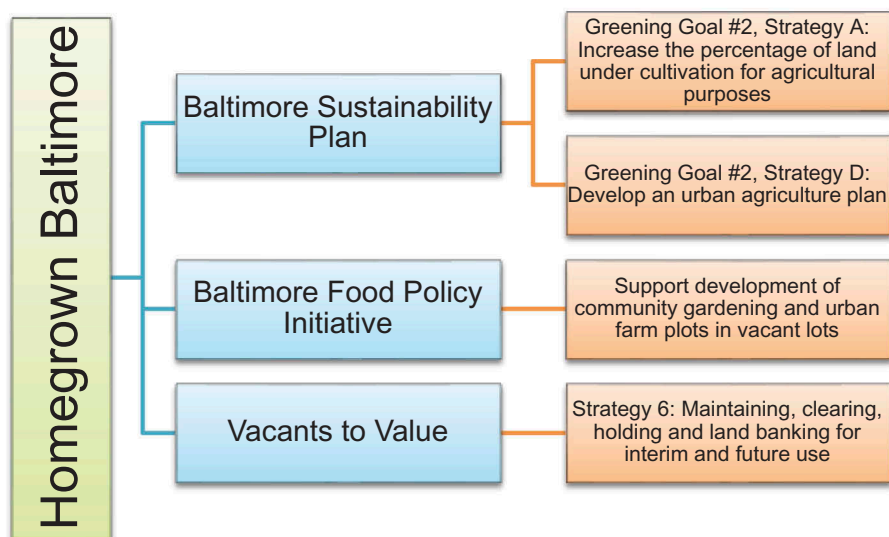 Homegrown Baltimore
Baltimore Sustainability
Plan
Greening Goal #2, Strategy A:
Increase the percentage of land
under cultivation for agricultural
purposes
Greening Goal #2, Strategy D:
Develop an urban agriculture plan
Baltimore Food Policy
Initiative
Support development of
community gardening and urban
farm plots in vacant lots
Vacants to Value
Strategy 6: Maintaining, clearing,
holding and land banking for
interim and future use